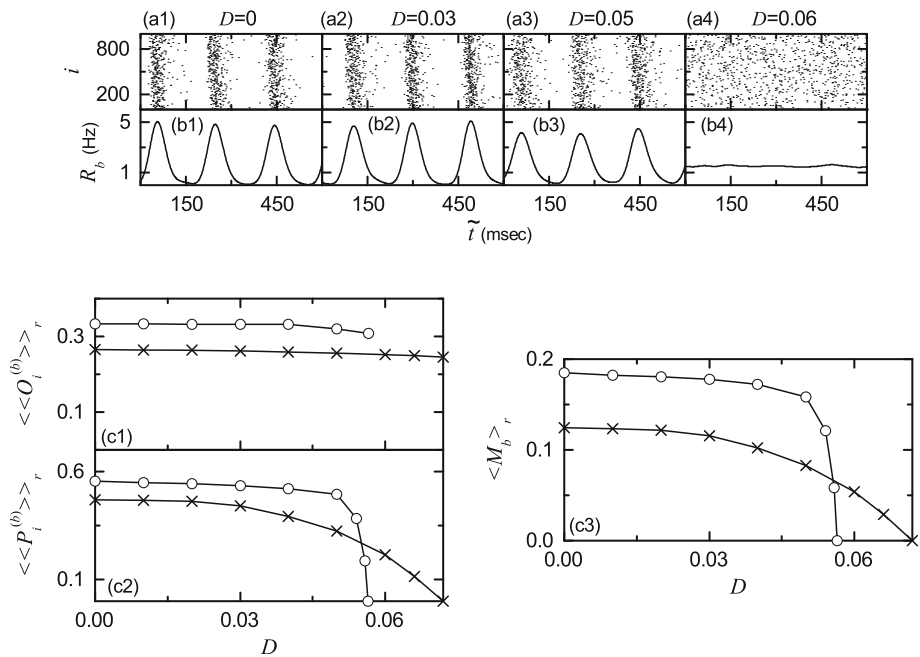 (a1) D=0 (a2) D=0.03 (a3) D=0.05 (a4) D=0.06
800
i
200
(b1) (b2) (b3) (b4)
5
R_b (Hz)
1
150 450 150 450 150 450 150 450
t̃ (msec)
0.3
<<O_i^(b)>>_r
0.1
(c1)
0.6
<<P_i^(b)>>_r
0.1
(c2)
0.00 0.03 0.06
D
0.2
<M_b>_r
0.1
(c3)
0.0
0.00 0.03 0.06
D